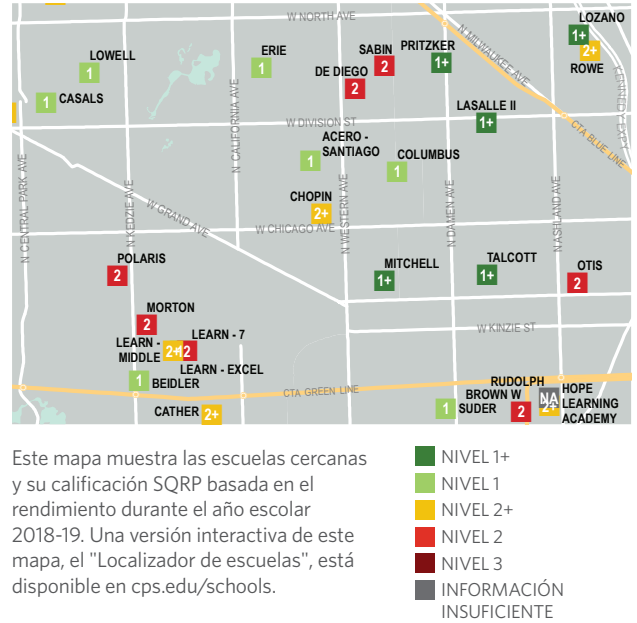 W NORTH AVE
LOZANO
1+
2+
ROWE
LOWELL
1
ERIE
1
SABIN
2
PRITZKER
1+
N MILWAUKEE AVE
KENNEDY EXPY
DE DIEGO
2
1
CASALS
LASALLE II
1+
W DIVISION ST
CTA BLUE LINE
N CALIFORNIA AVE
ACERO -
SANTIAGO
1
COLUMBUS
1
CHOPIN
2+
N CENTRAL PARK AVE
N KEDZIE AVE
W GRAND AVE
W CHICAGO AVE
N WESTERN AVE
N DAMEN AVE
N ASHLAND AVE
POLARIS
2
MITCHELL
1+
TALCOTT
1+
OTIS
2
MORTON
2
W KINZIE ST
LEARN - 7
LEARN -
MIDDLE
2+
2
LEARN - EXCEL
1
BEIDLER
CTA GREEN LINE
CATHER
2+
1
SUDER
BROWN W
2
RUDOLPH
NA
2+
HOPE
LEARNING
ACADEMY
Este mapa muestra las escuelas cercanas
y su calificación SQRP basada en el
rendimiento durante el año escolar
2018-19. Una versión interactiva de este
mapa, el "Localizador de escuelas", está
disponible en cps.edu/schools.
NIVEL 1+
NIVEL 1
NIVEL 2+
NIVEL 2
NIVEL 3
INFORMACIÓN
INSUFICIENTE